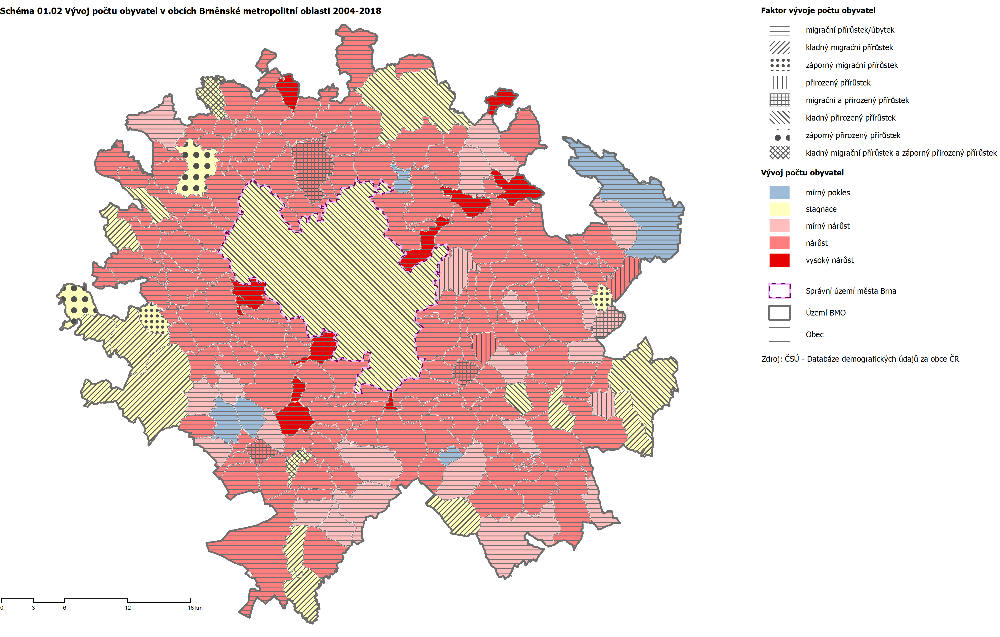 Schéma 01.02 Vývoj počtu obyvatel v obcích Brněnské metropolitní oblasti 2004-2018
Faktor vývoje počtu obyvatel
migrační přírůstek/úbytek
kladný migrační přírůstek
záporný migrační přírůstek
přirozený přírůstek
migrační a přirozený přírůstek
kladný přirozený přírůstek
záporný přirozený přírůstek
kladný migrační přírůstek a záporný přirozený přírůstek
Vývoj počtu obyvatel
mírný pokles
stagnace
mírný nárůst
nárůst
vysoký nárůst
Správní území města Brna
Území BMO
Obec
Zdroj: ČSÚ - Databáze demografických údajů za obce ČR
0 3 6 12 18 km